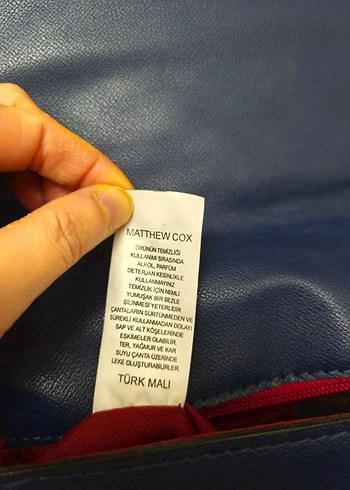 MATTHEW COX
ÜRÜNÜN TEMİZLİĞİ
KULLANIMI SIRASINDA
ALKOL, PARFÜM
DETERJAN KESİNLİKLE
KULLANMAYINIZ
TEMİZLİK İÇİN NEMLİ
YUMUŞAK BİR BEZLE
SİLİNMESİ YETERLİDİR.
ÇANTALARIN SÜRTÜNMEDEN VE
SÜREKLİ KULLANMADAN DOLAYI
SAP VE ALT KÖŞELERİNDE
ESKİMELER OLABİLİR.
TER, YAĞMUR VE KAR
SUYU ÇANTA ÜZERİNDE
LEKE OLUŞTURABİLİRLER.
TÜRK MALI